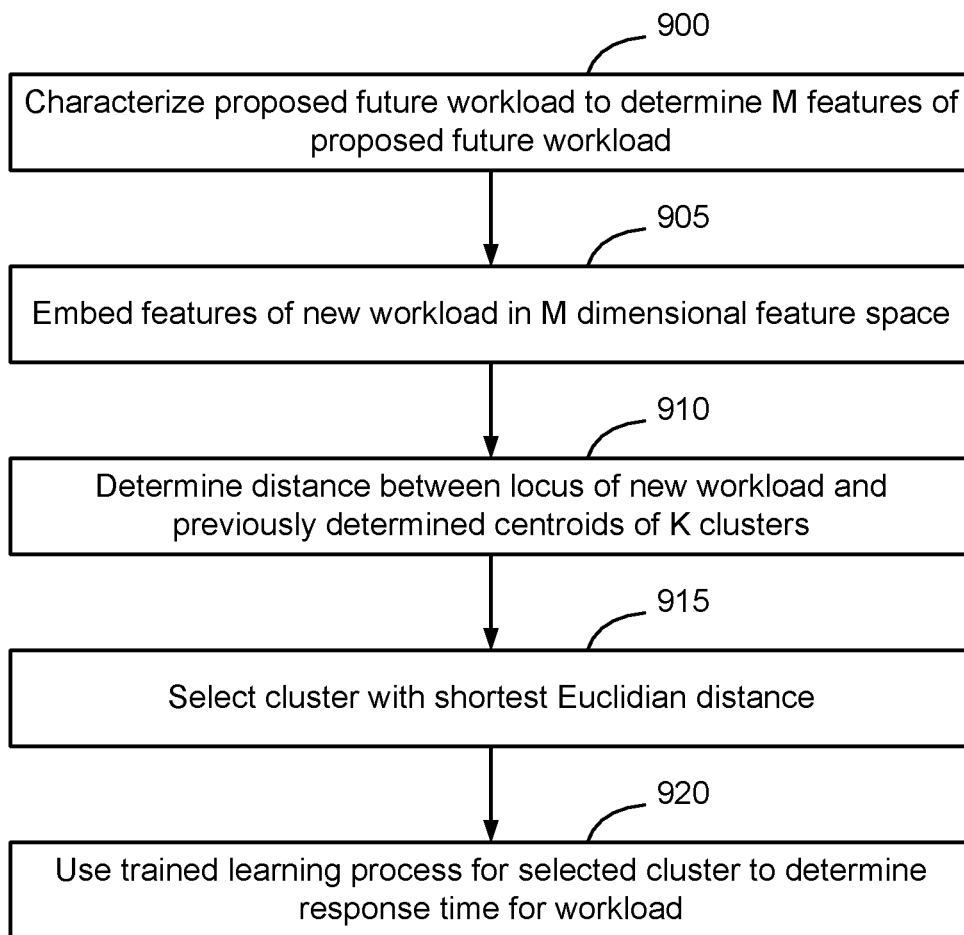 900
Characterize proposed future workload to determine M features of
proposed future workload
905
Embed features of new workload in M dimensional feature space
910
Determine distance between locus of new workload and
previously determined centroids of K clusters
915
Select cluster with shortest Euclidian distance
920
Use trained learning process for selected cluster to determine
response time for workload